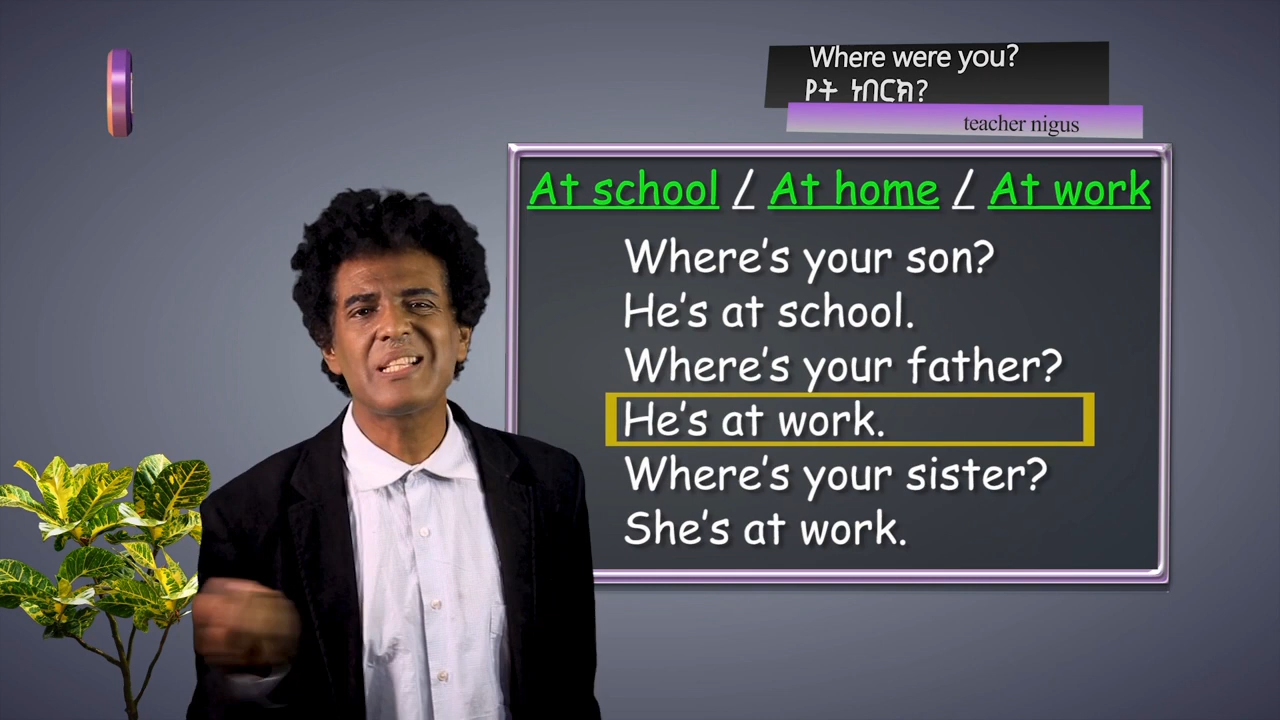 Where were you?
የት ነበርክ?
teacher nigus
At school / At home / At work
Where's your son?
He's at school.
Where's your father?
He's at work.
Where's your sister?
She's at work.